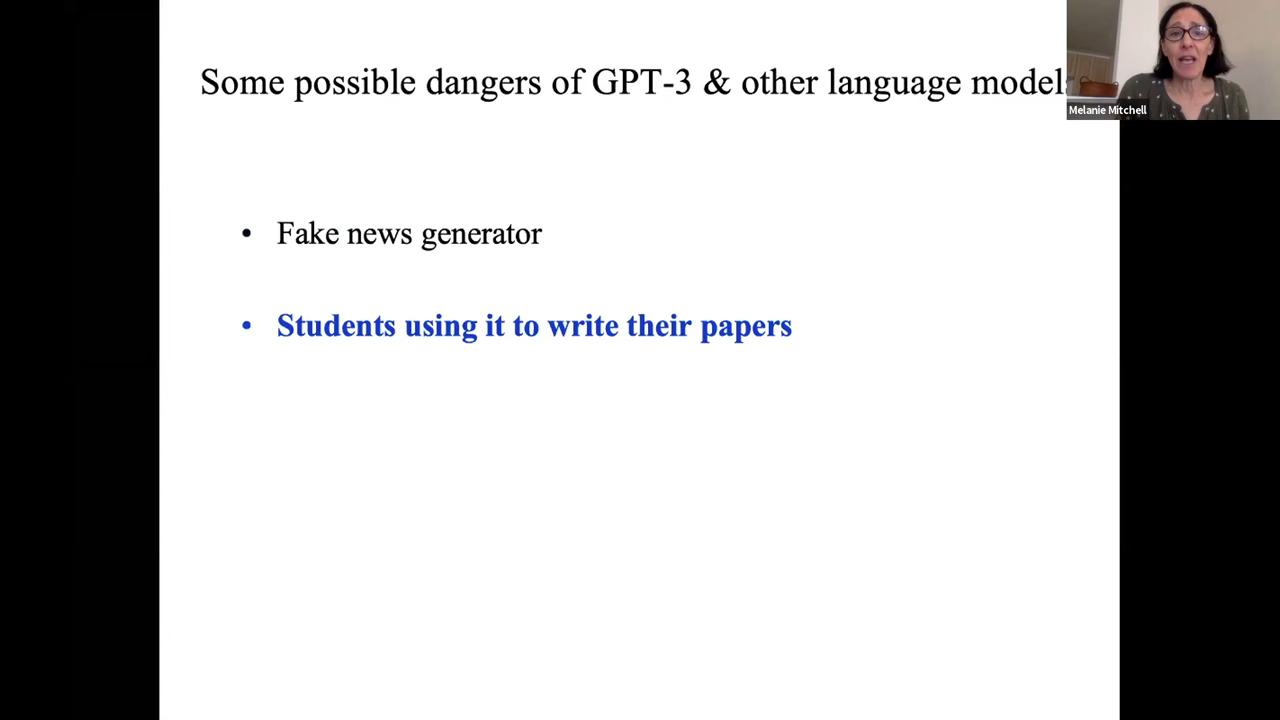 Some possible dangers of GPT-3 & other language models
Melanie Mitchell
• Fake news generator
• Students using it to write their papers